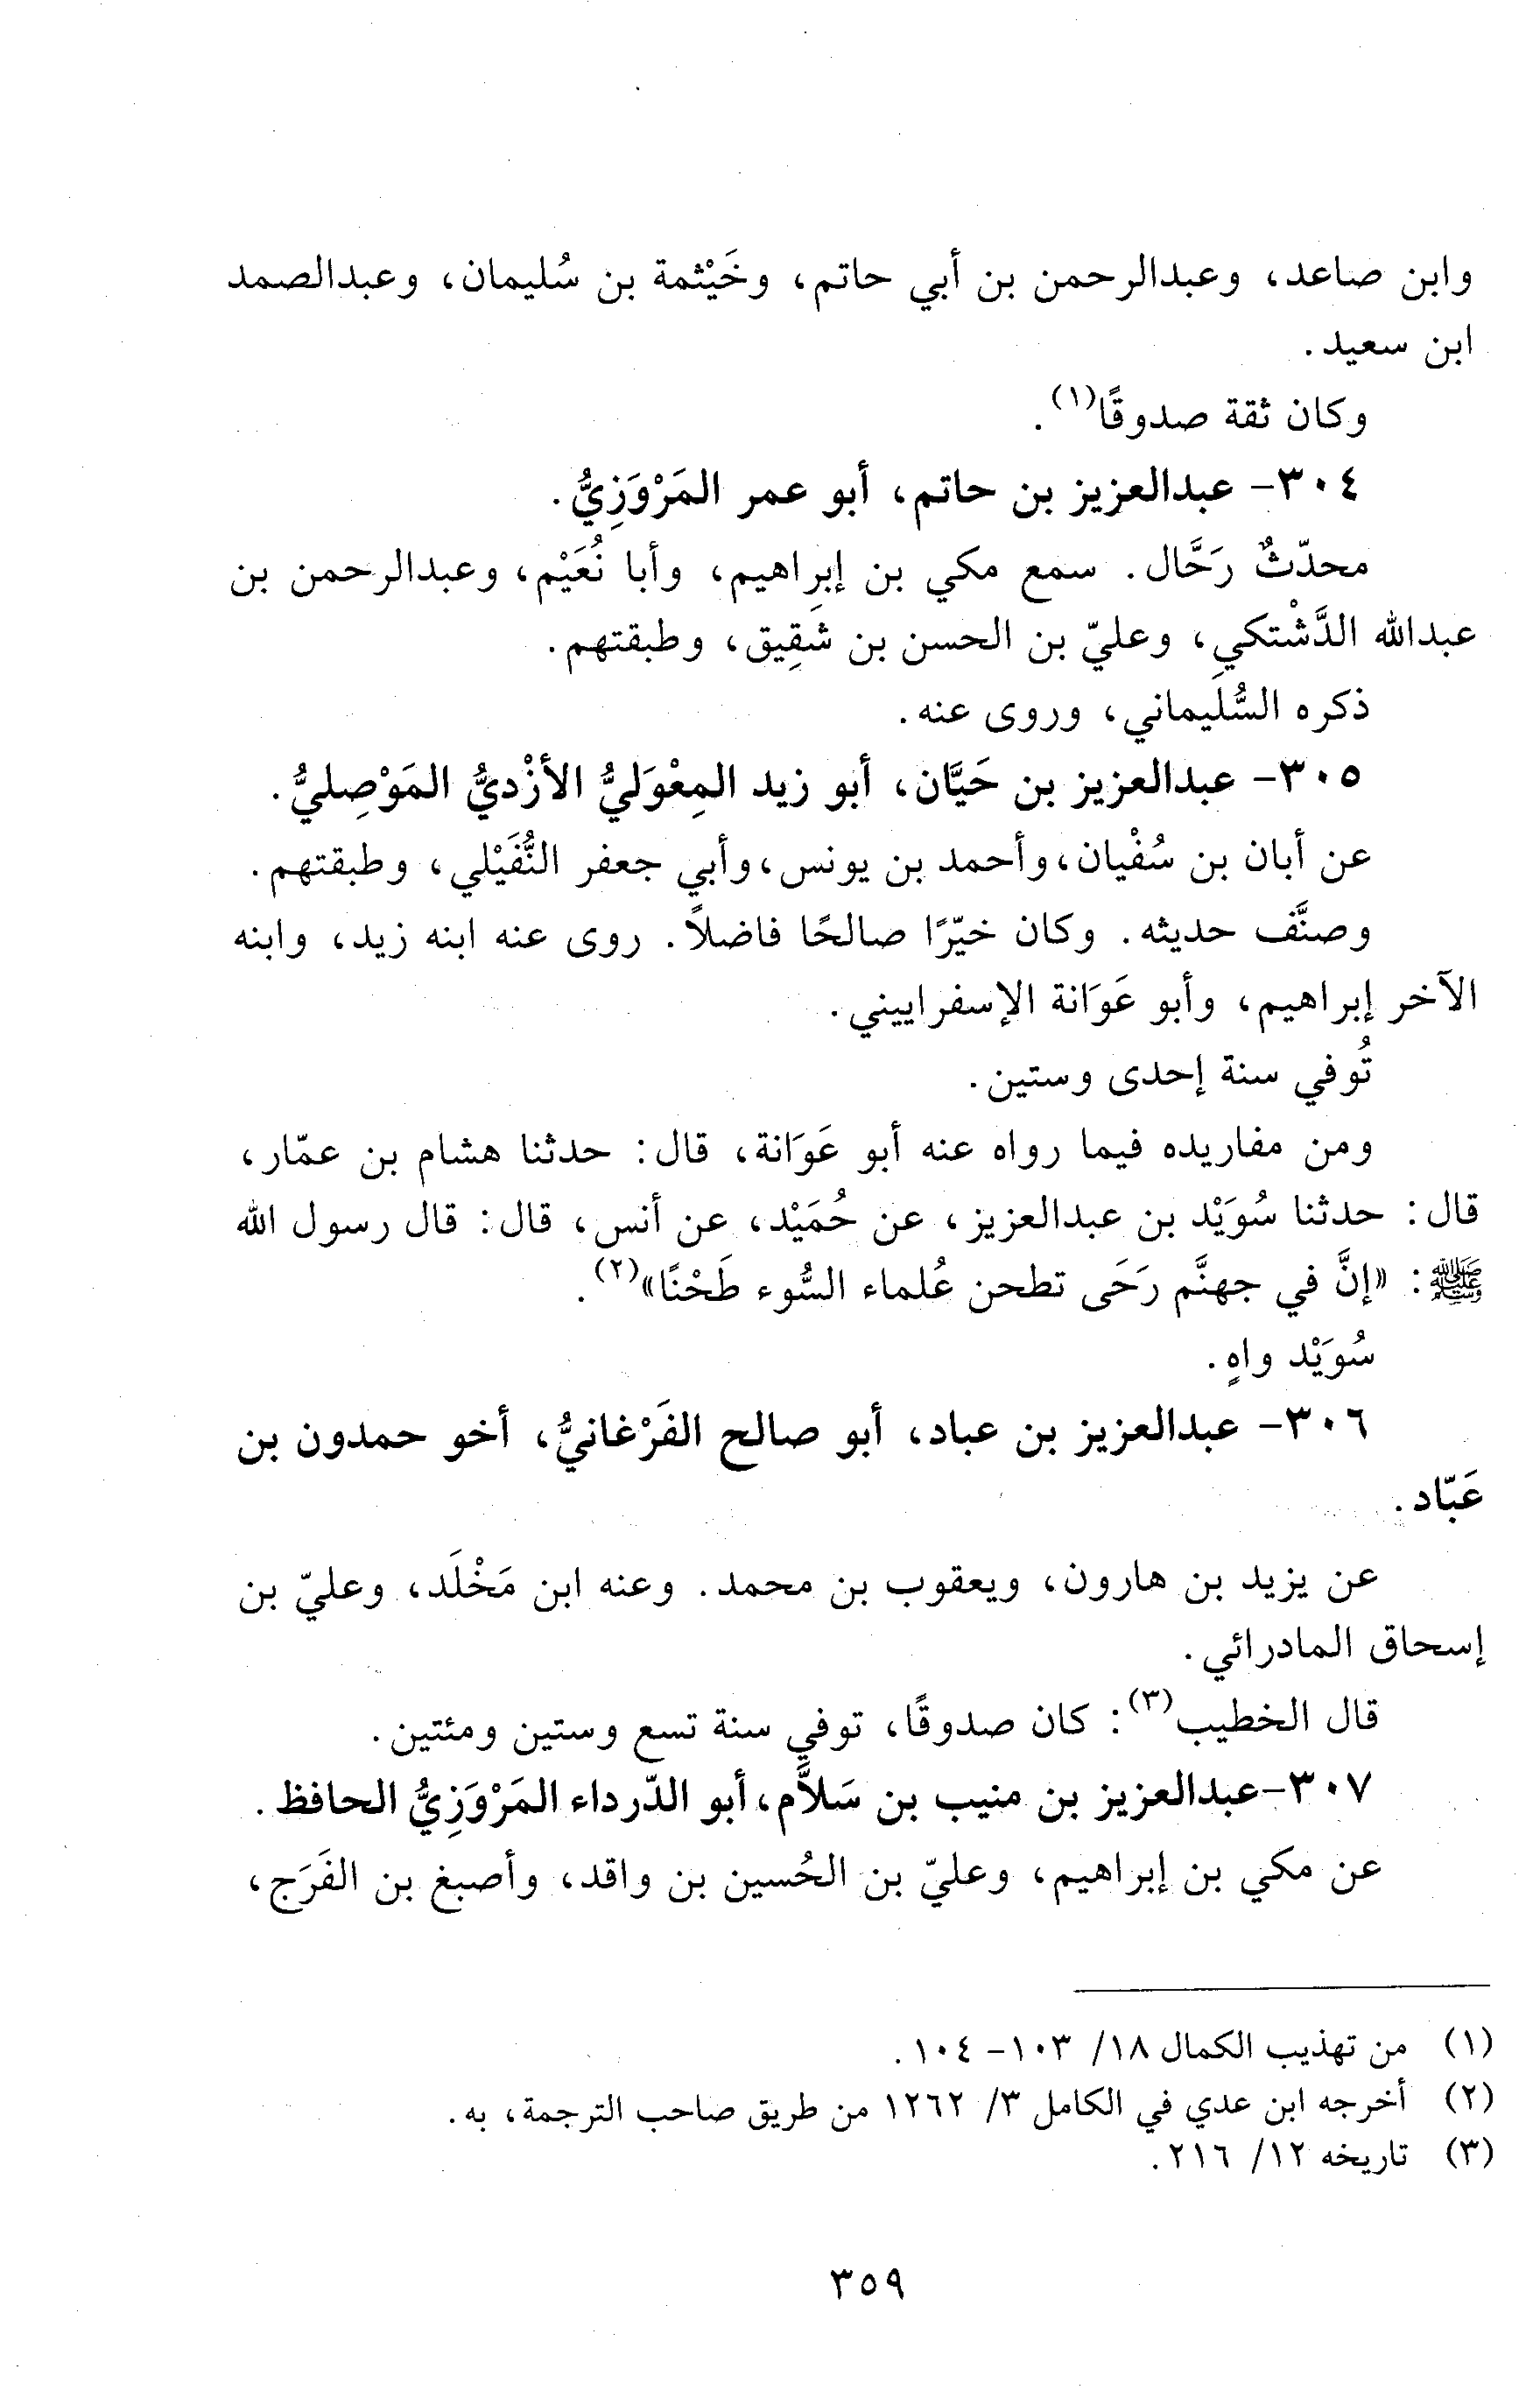 وابن صاعد، وعبدالرحمن بن أبي حاتم، وخَيْثمة بن سُليمان، وعبدالصمد
ابن سعيد.
وكان ثقة صدوقًا(١).
٣٠٤- عبدالعزيز بن حاتم، أبو عمر المَرْوَزِيُّ.
محدّثٌ رَحَّال. سمع مكي بن إبراهيم، وأبا نُعَيْم، وعبدالرحمن بن
عبدالله الدَّشْتكي، وعليّ بن الحسن بن شَقِيق، وطبقتهم.
ذكره السُّلَيماني، وروى عنه.
٣٠٥- عبدالعزيز بن حَيَّان، أبو زيد المِعْوَليُّ الأزْديُّ المَوْصِليُّ.
عن أبان بن سُفْيان، وأحمد بن يونس، وأبي جعفر النُّفَيْلي، وطبقتهم.
وصنَّف حديثه. وكان خيّرًا صالحًا فاضلاً. روى عنه ابنه زيد، وابنه
الآخر إبراهيم، وأبو عَوَانة الإسفراييني.
تُوفي سنة إحدى وستين.
ومن مفاريده فيما رواه عنه أبو عَوَانة، قال: حدثنا هشام بن عمّار،
قال: حدثنا سُوَيْد بن عبدالعزيز، عن حُمَيْد، عن أنس، قال: قال رسول الله
ﷺ: «إنَّ في جهنَّم رَحَى تطحن عُلماء السُّوء طَحْنًا»(٢).
سُوَيْد واهٍ.
٣٠٦- عبدالعزيز بن عباد، أبو صالح الفَرْغانيُّ، أخو حمدون بن
عَبّاد.
عن يزيد بن هارون، ويعقوب بن محمد. وعنه ابن مَخْلَد، وعليّ بن
إسحاق المادرائي.
قال الخطيب(٣): كان صدوقًا، توفي سنة تسع وستين ومئتين.
٣٠٧-عبدالعزيز بن منيب بن سَلاَّم، أبو الدّرداء المَرْوَزِيُّ الحافظ.
عن مكي بن إبراهيم، وعليّ بن الحُسين بن واقد، وأصبغ بن الفَرَج،
(١) من تهذيب الكمال ١٨/ ١٠٣- ١٠٤.
(٢) أخرجه ابن عدي في الكامل ٣/ ١٢٦٢ من طريق صاحب الترجمة، به.
(٣) تاريخه ١٢/ ٢١٦.
٣٥٩